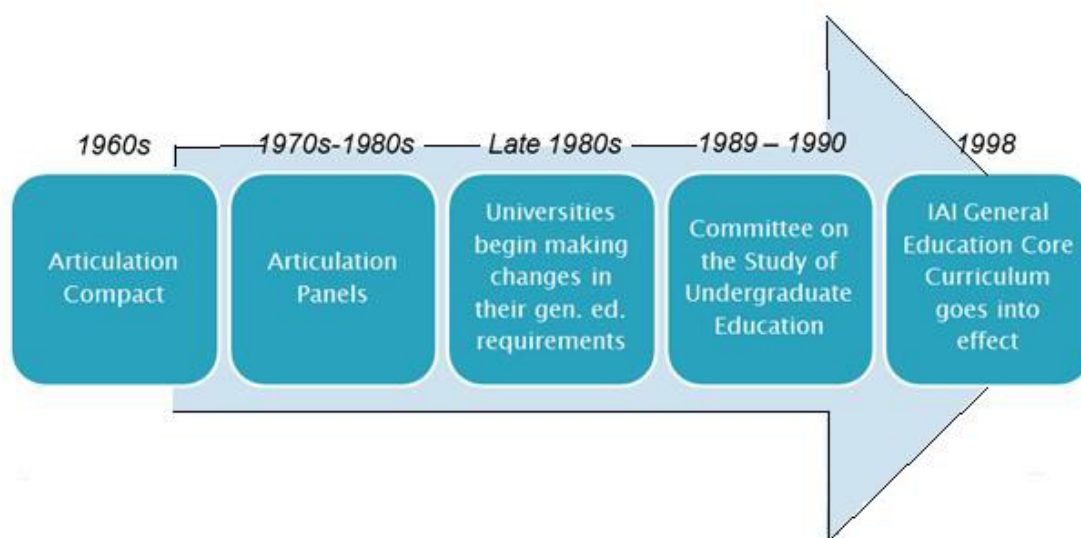 1960s
1970s-1980s
Late 1980s
1989 – 1990
1998
Articulation
Compact
Articulation
Panels
Universities
begin making
changes in
their gen. ed.
requirements
Committee on
the Study of
Undergraduate
Education
IAI General
Education Core
Curriculum
goes into
effect